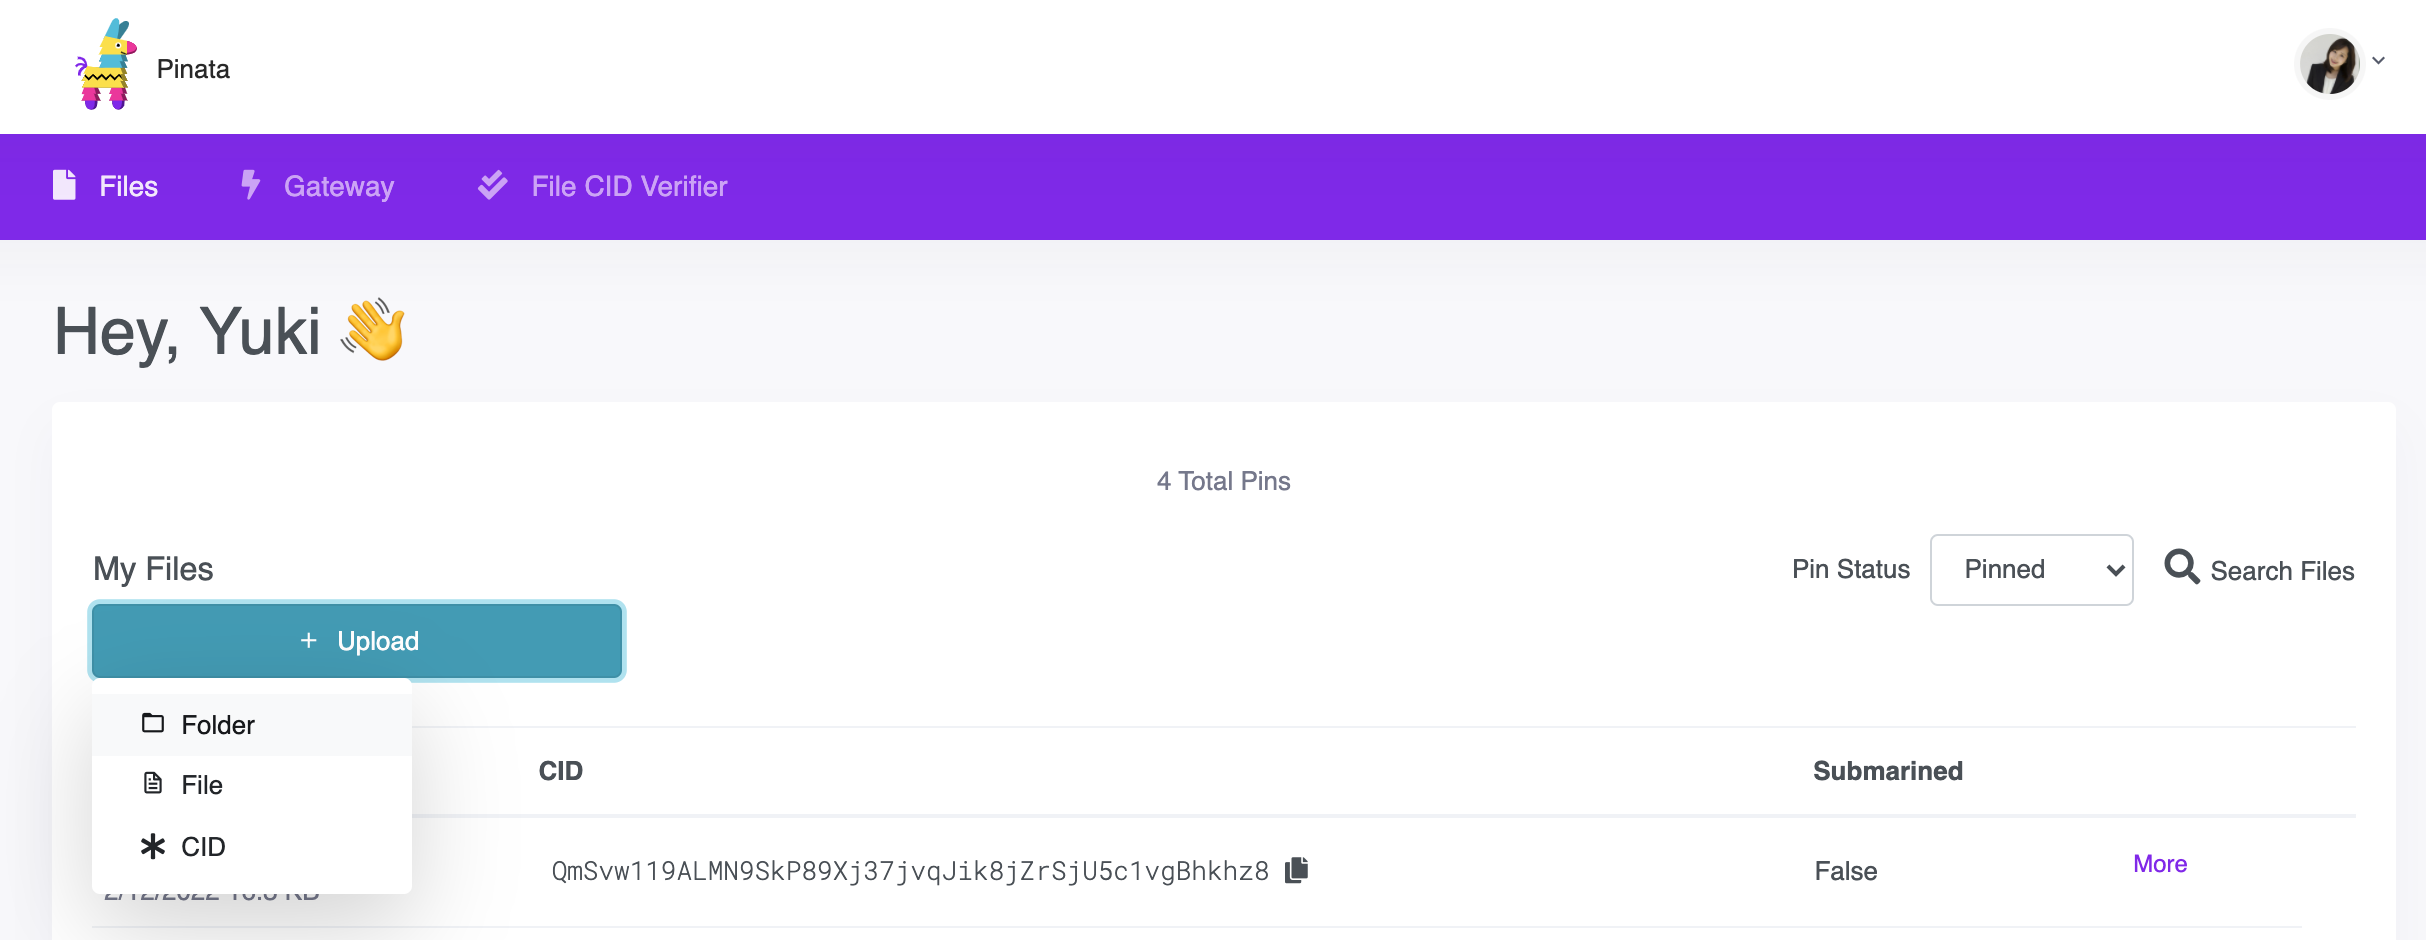 Pinata
Files Gateway File CID Verifier
Hey, Yuki 👋
4 Total Pins
My Files
Pin Status Pinned Search Files
+ Upload
Folder
File
CID
CID Submarined
QmSvw119ALMN9SkP89Xj37jvqJik8jZrSjU5c1vgBhkhz8 False More